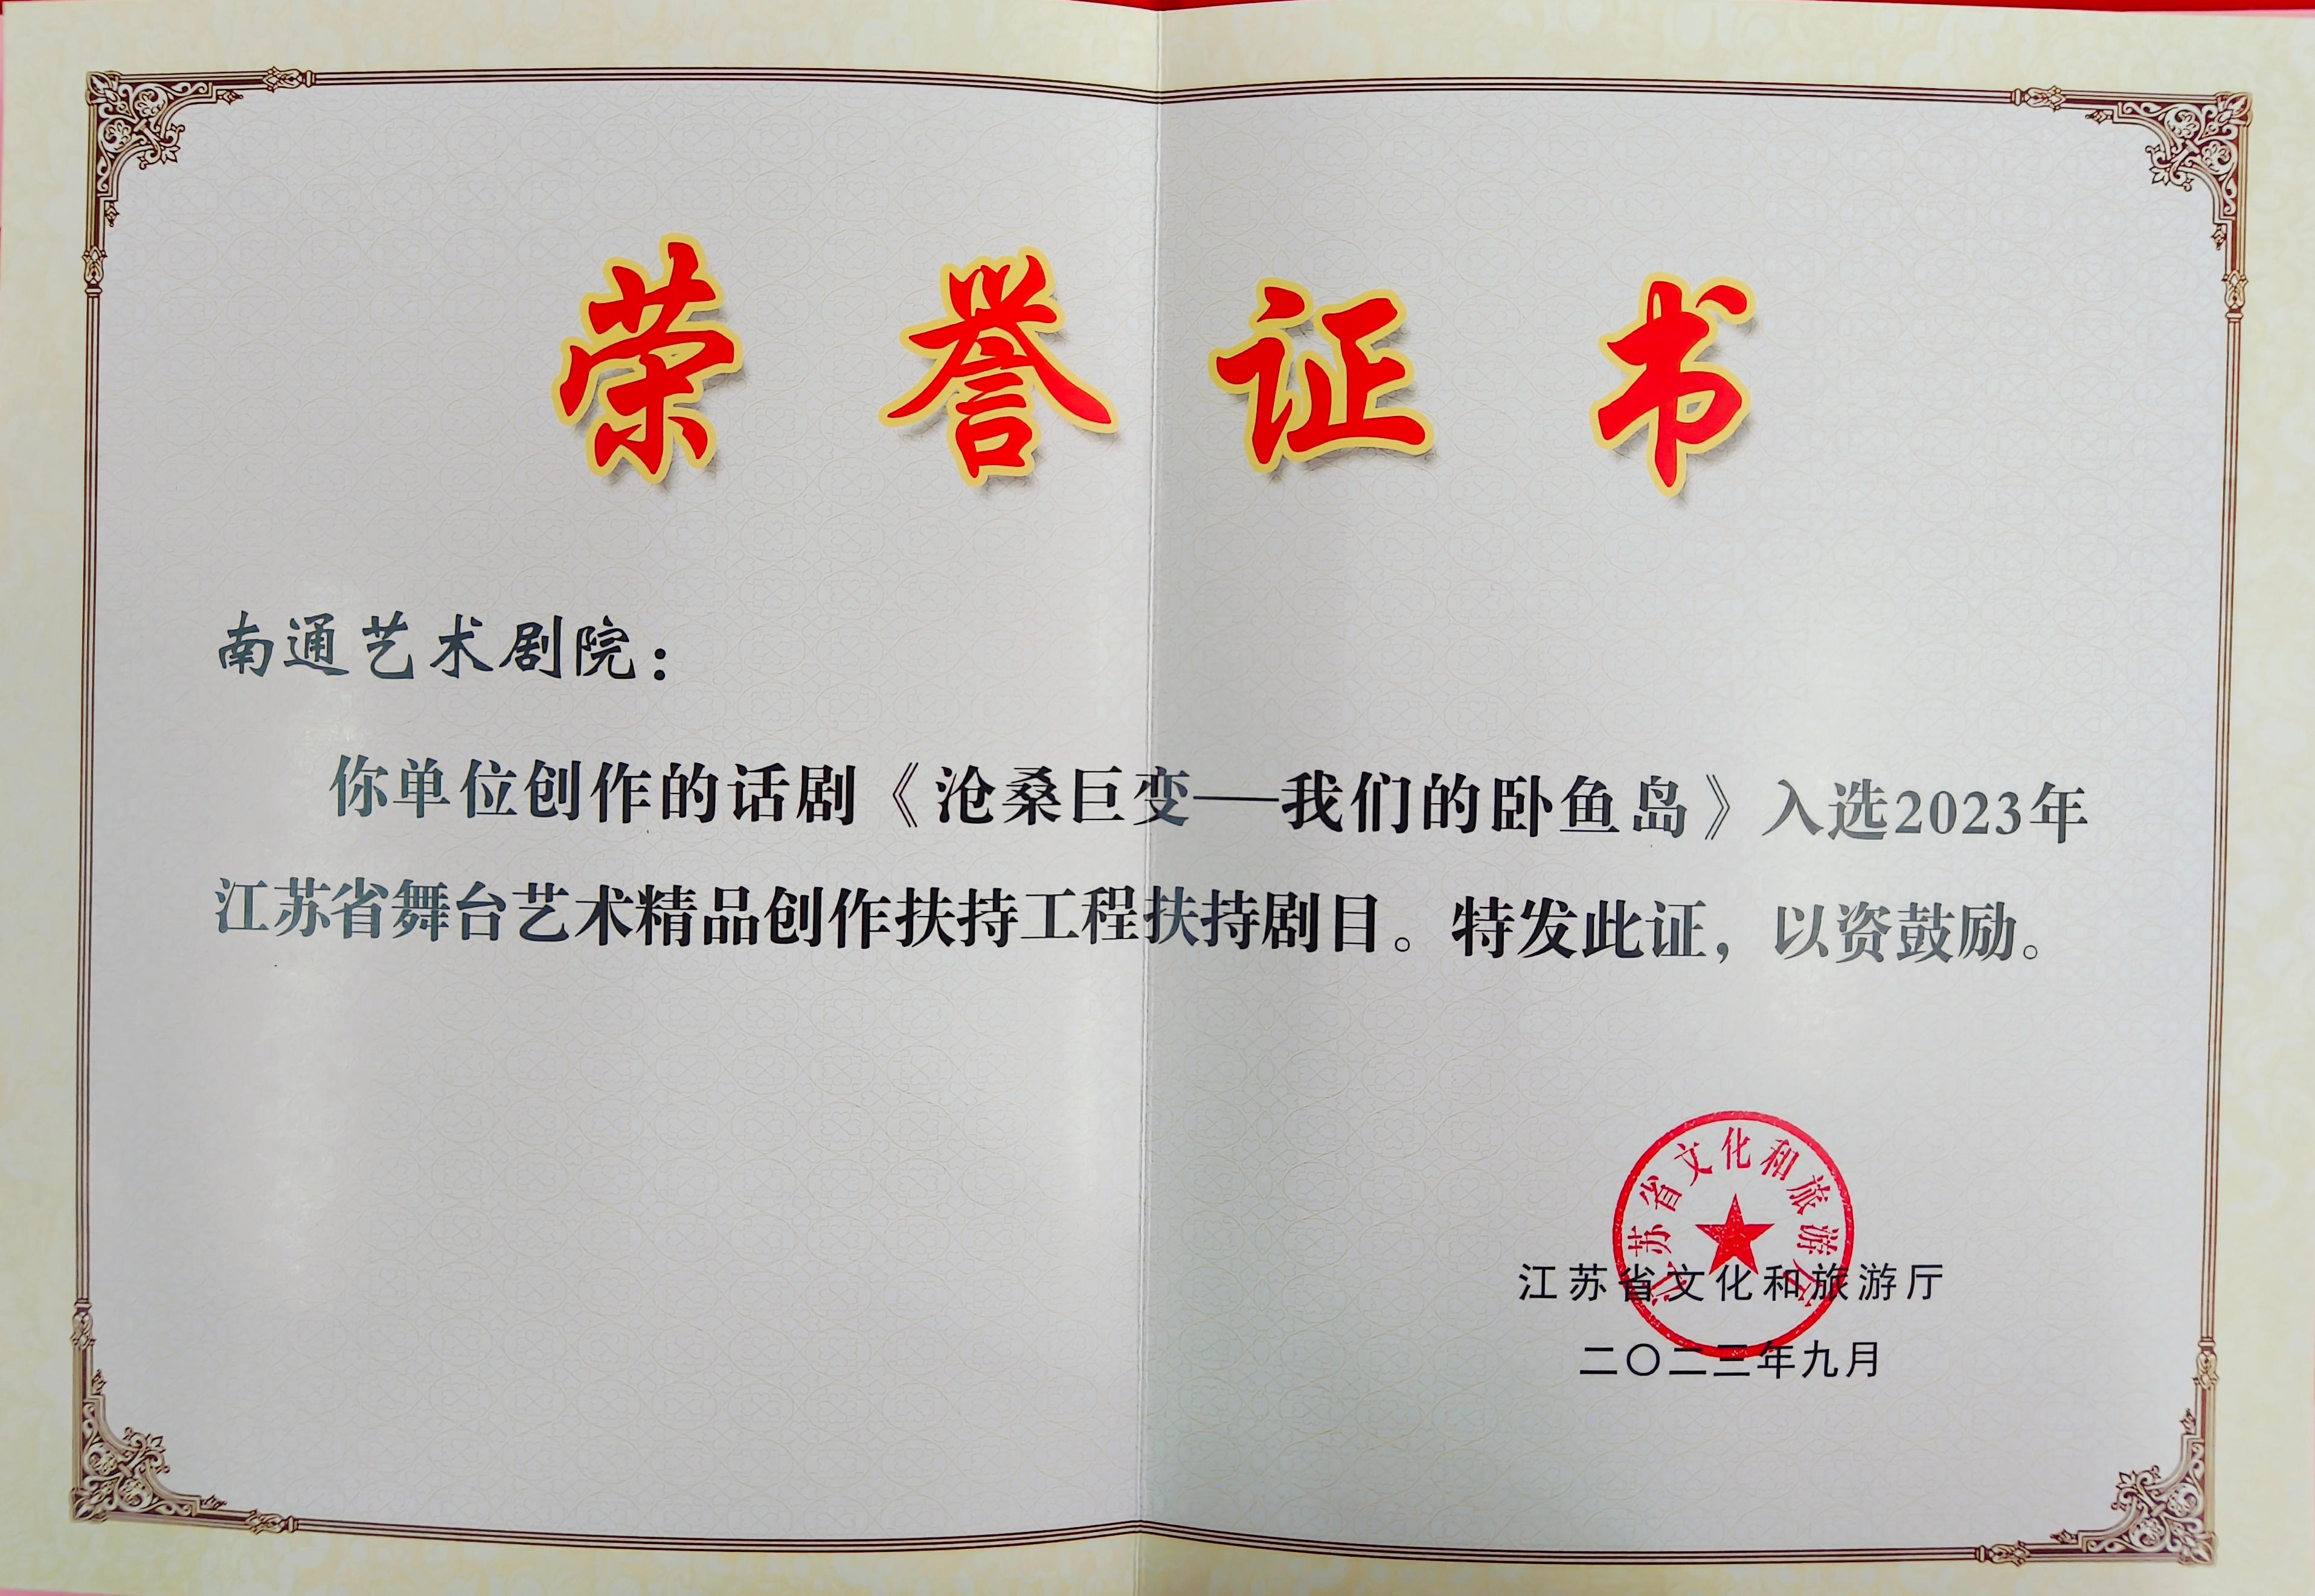 荣誉证书
南通艺术剧院：
你单位创作的话剧《沧桑巨变——我们的卧鱼岛》入选2023年
江苏省舞台艺术精品创作扶持工程扶持剧目。特发此证，以资鼓励。
江苏省文化和旅游厅
江苏省文化和旅游厅
二〇二三年九月